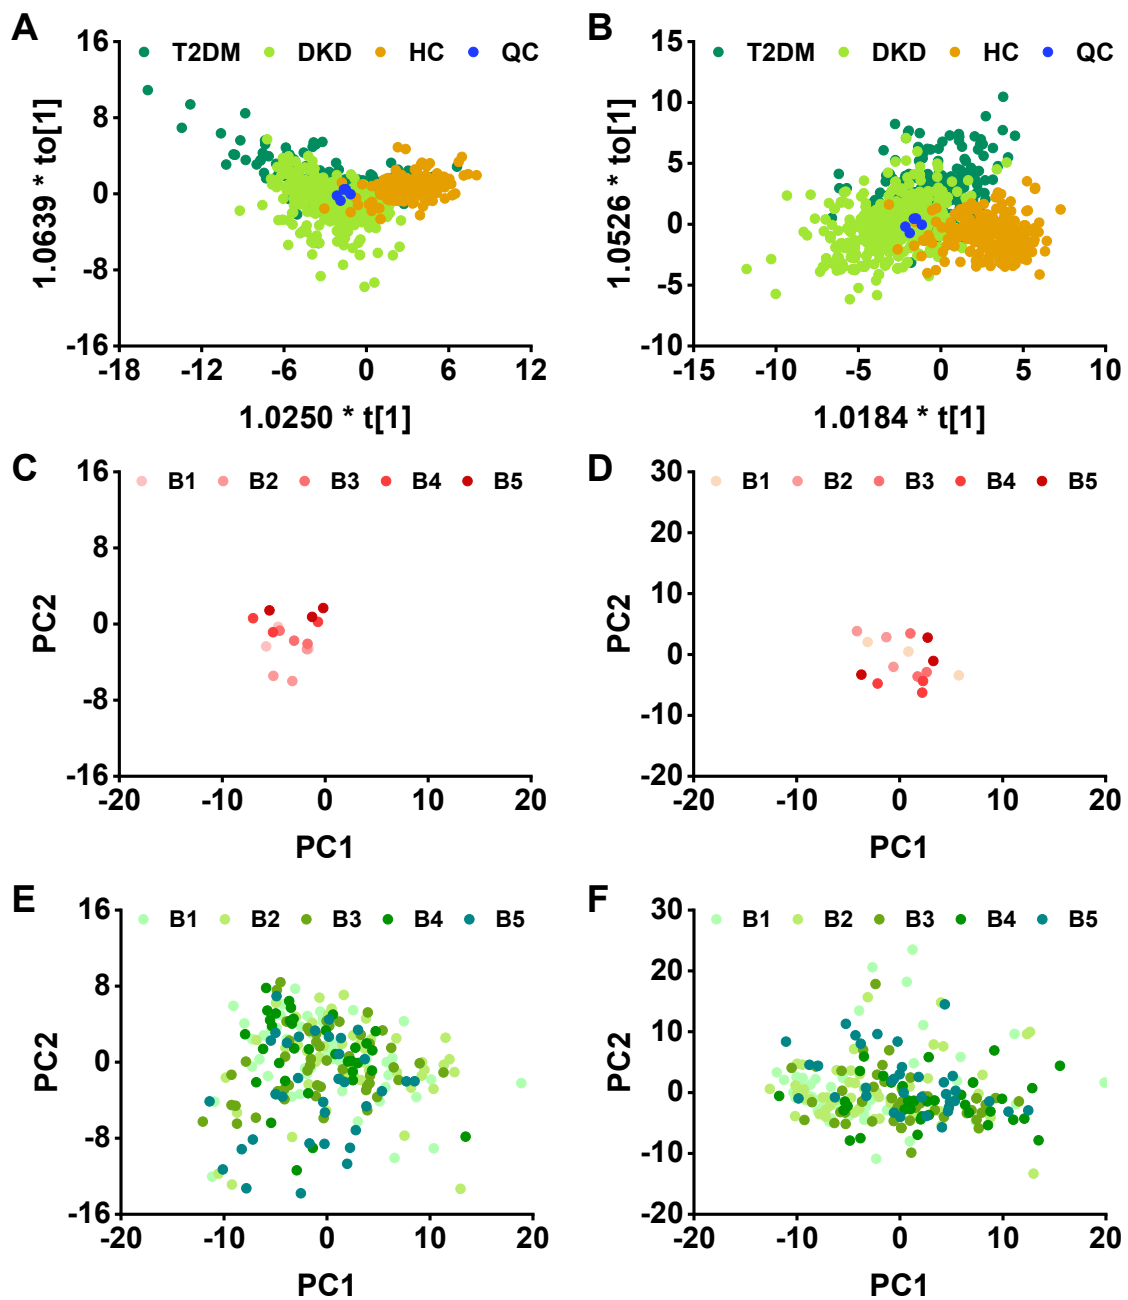 A
T2DM DKD HC QC
16
8
0
-8
-16
1.0639 * to[1]
-18 -12 -6 0 6 12
1.0250 * t[1]
B
T2DM DKD HC QC
15
10
5
0
-5
-10
1.0526 * to[1]
-15 -10 -5 0 5 10
1.0184 * t[1]
C
B1 B2 B3 B4 B5
16
8
0
-8
-16
PC2
-20 -10 0 10 20
PC1
D
B1 B2 B3 B4 B5
30
20
10
0
-10
-20
PC2
-20 -10 0 10 20
PC1
E
B1 B2 B3 B4 B5
16
8
0
-8
-16
PC2
-20 -10 0 10 20
PC1
F
B1 B2 B3 B4 B5
30
20
10
0
-10
-20
PC2
-20 -10 0 10 20
PC1